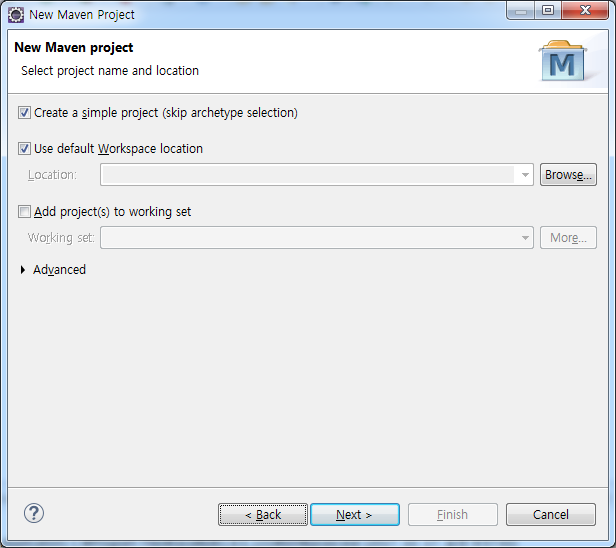 New Maven Project
New Maven project
Select project name and location
M
Create a simple project (skip archetype selection)
Use default Workspace location
Location:
Browse...
Add project(s) to working set
Working set:
More...
Advanced
?
< Back
Next >
Finish
Cancel